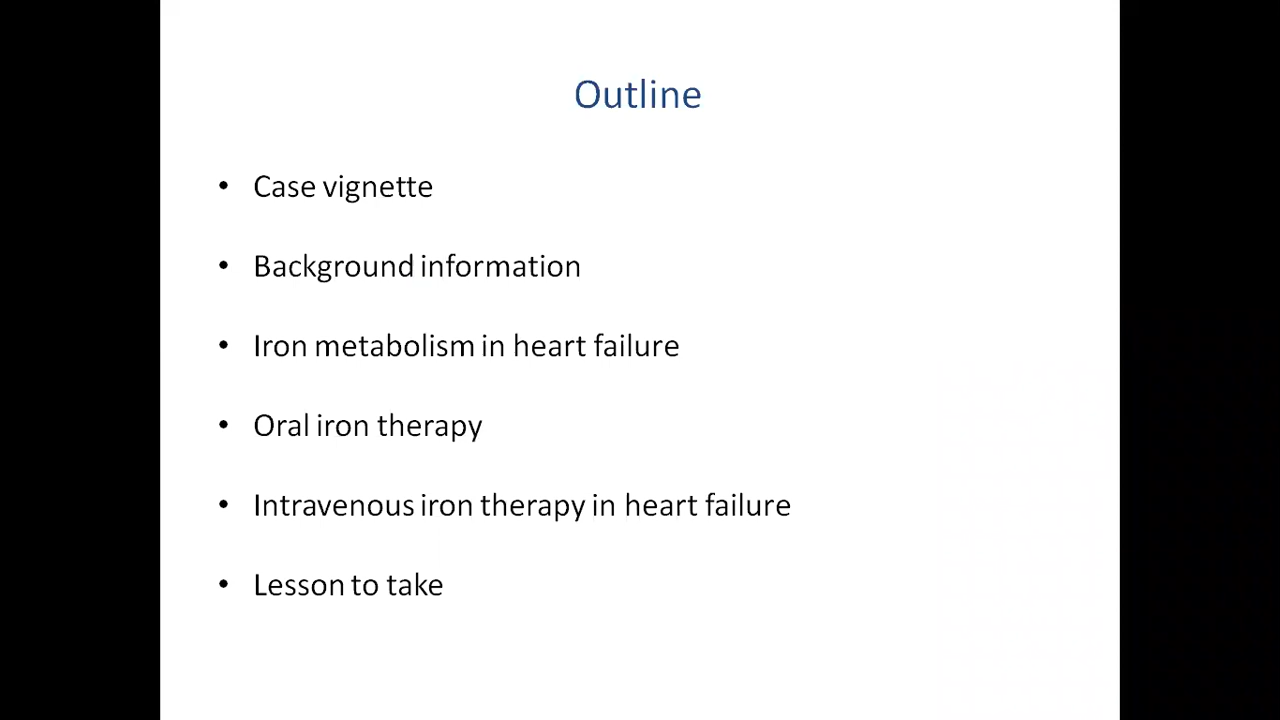 Outline
• Case vignette
• Background information
• Iron metabolism in heart failure
• Oral iron therapy
• Intravenous iron therapy in heart failure
• Lesson to take